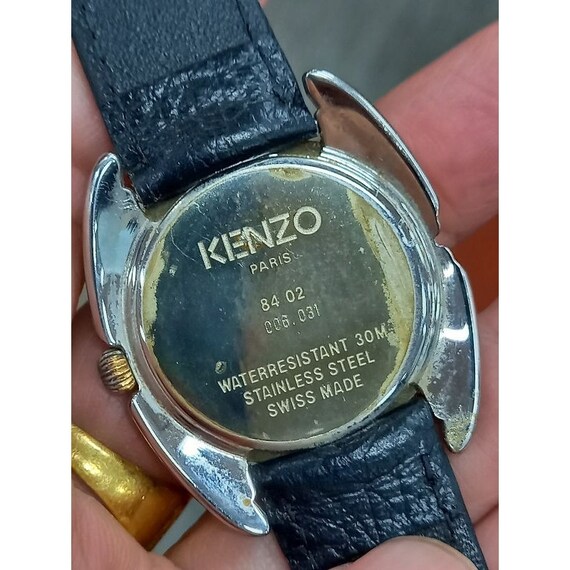 KENZO
PARIS
84 02
006.031
WATERRESISTANT 30M
STAINLESS STEEL
SWISS MADE